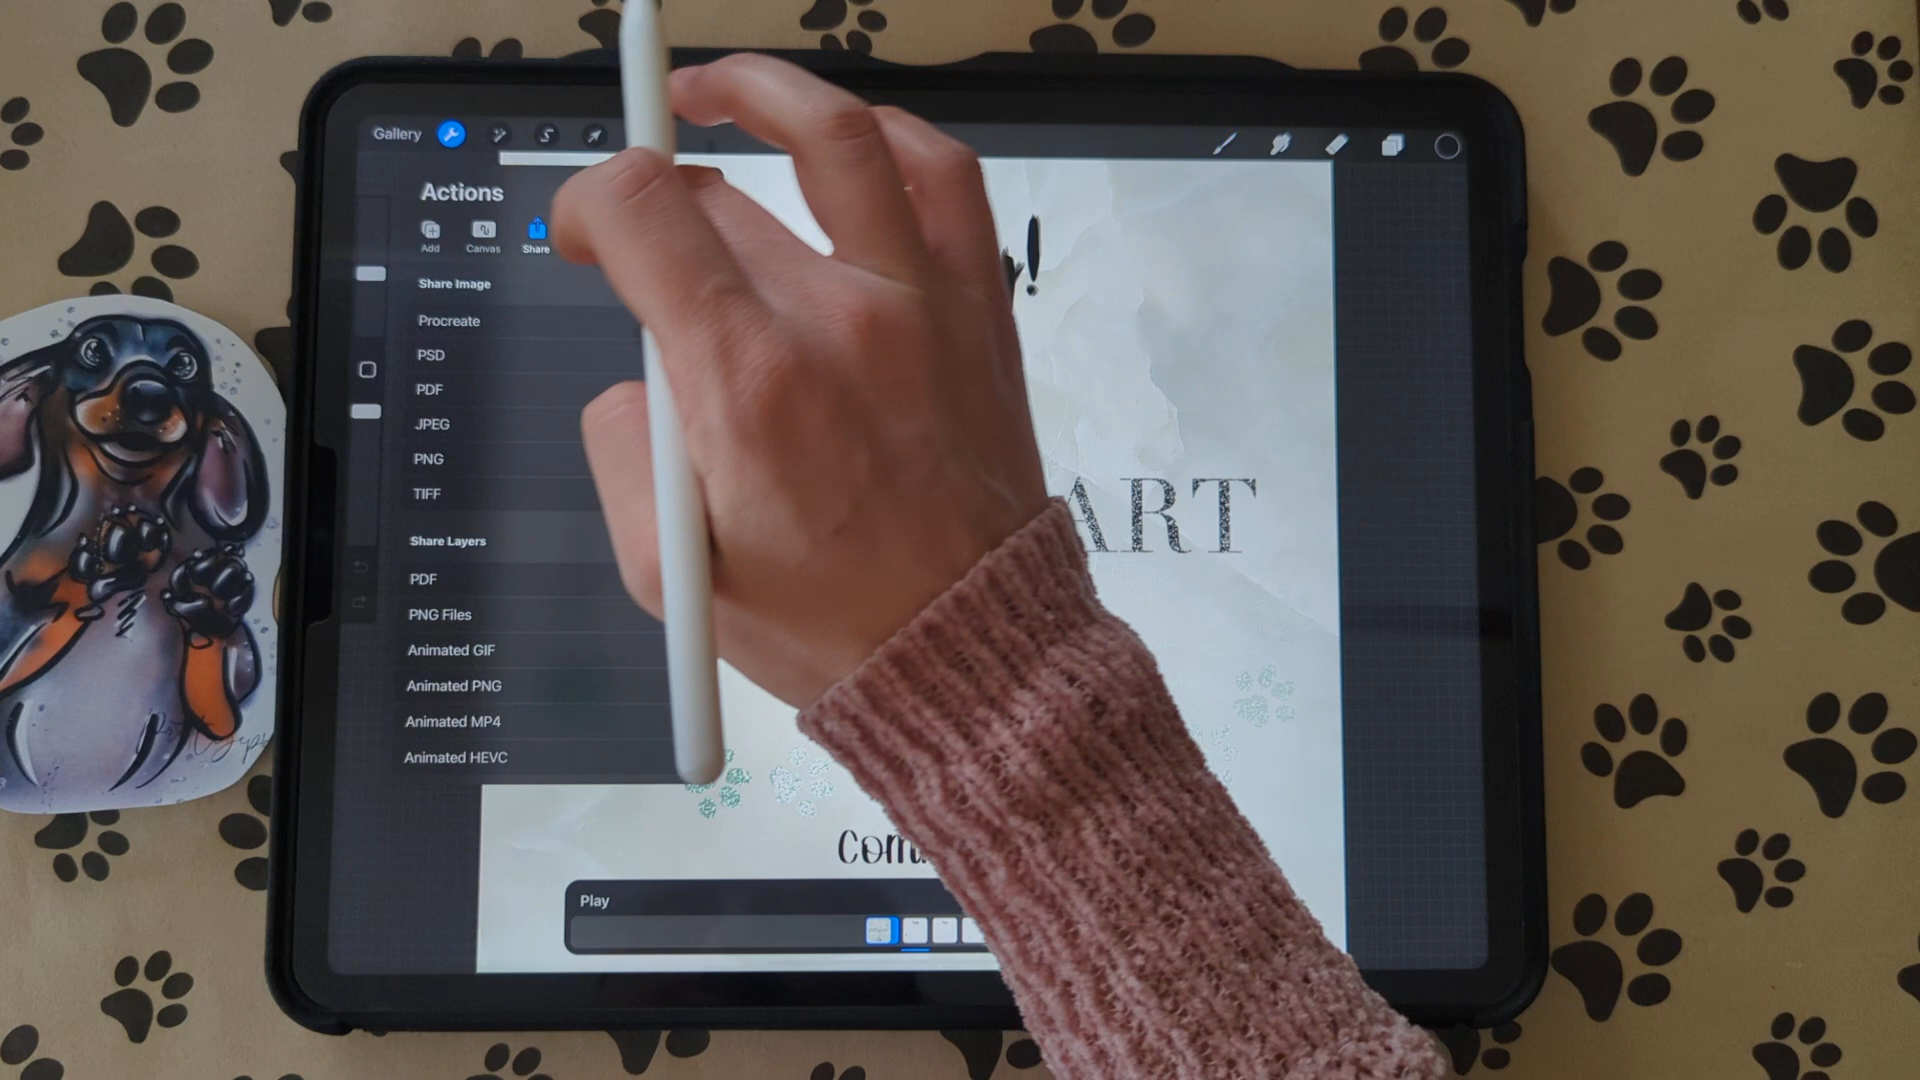 Gallery
Actions
Add
Canvas
Share
Share Image
Procreate
PSD
PDF
JPEG
PNG
TIFF
Share Layers
PDF
PNG Files
Animated GIF
Animated PNG
Animated MP4
Animated HEVC
!
ART
Play